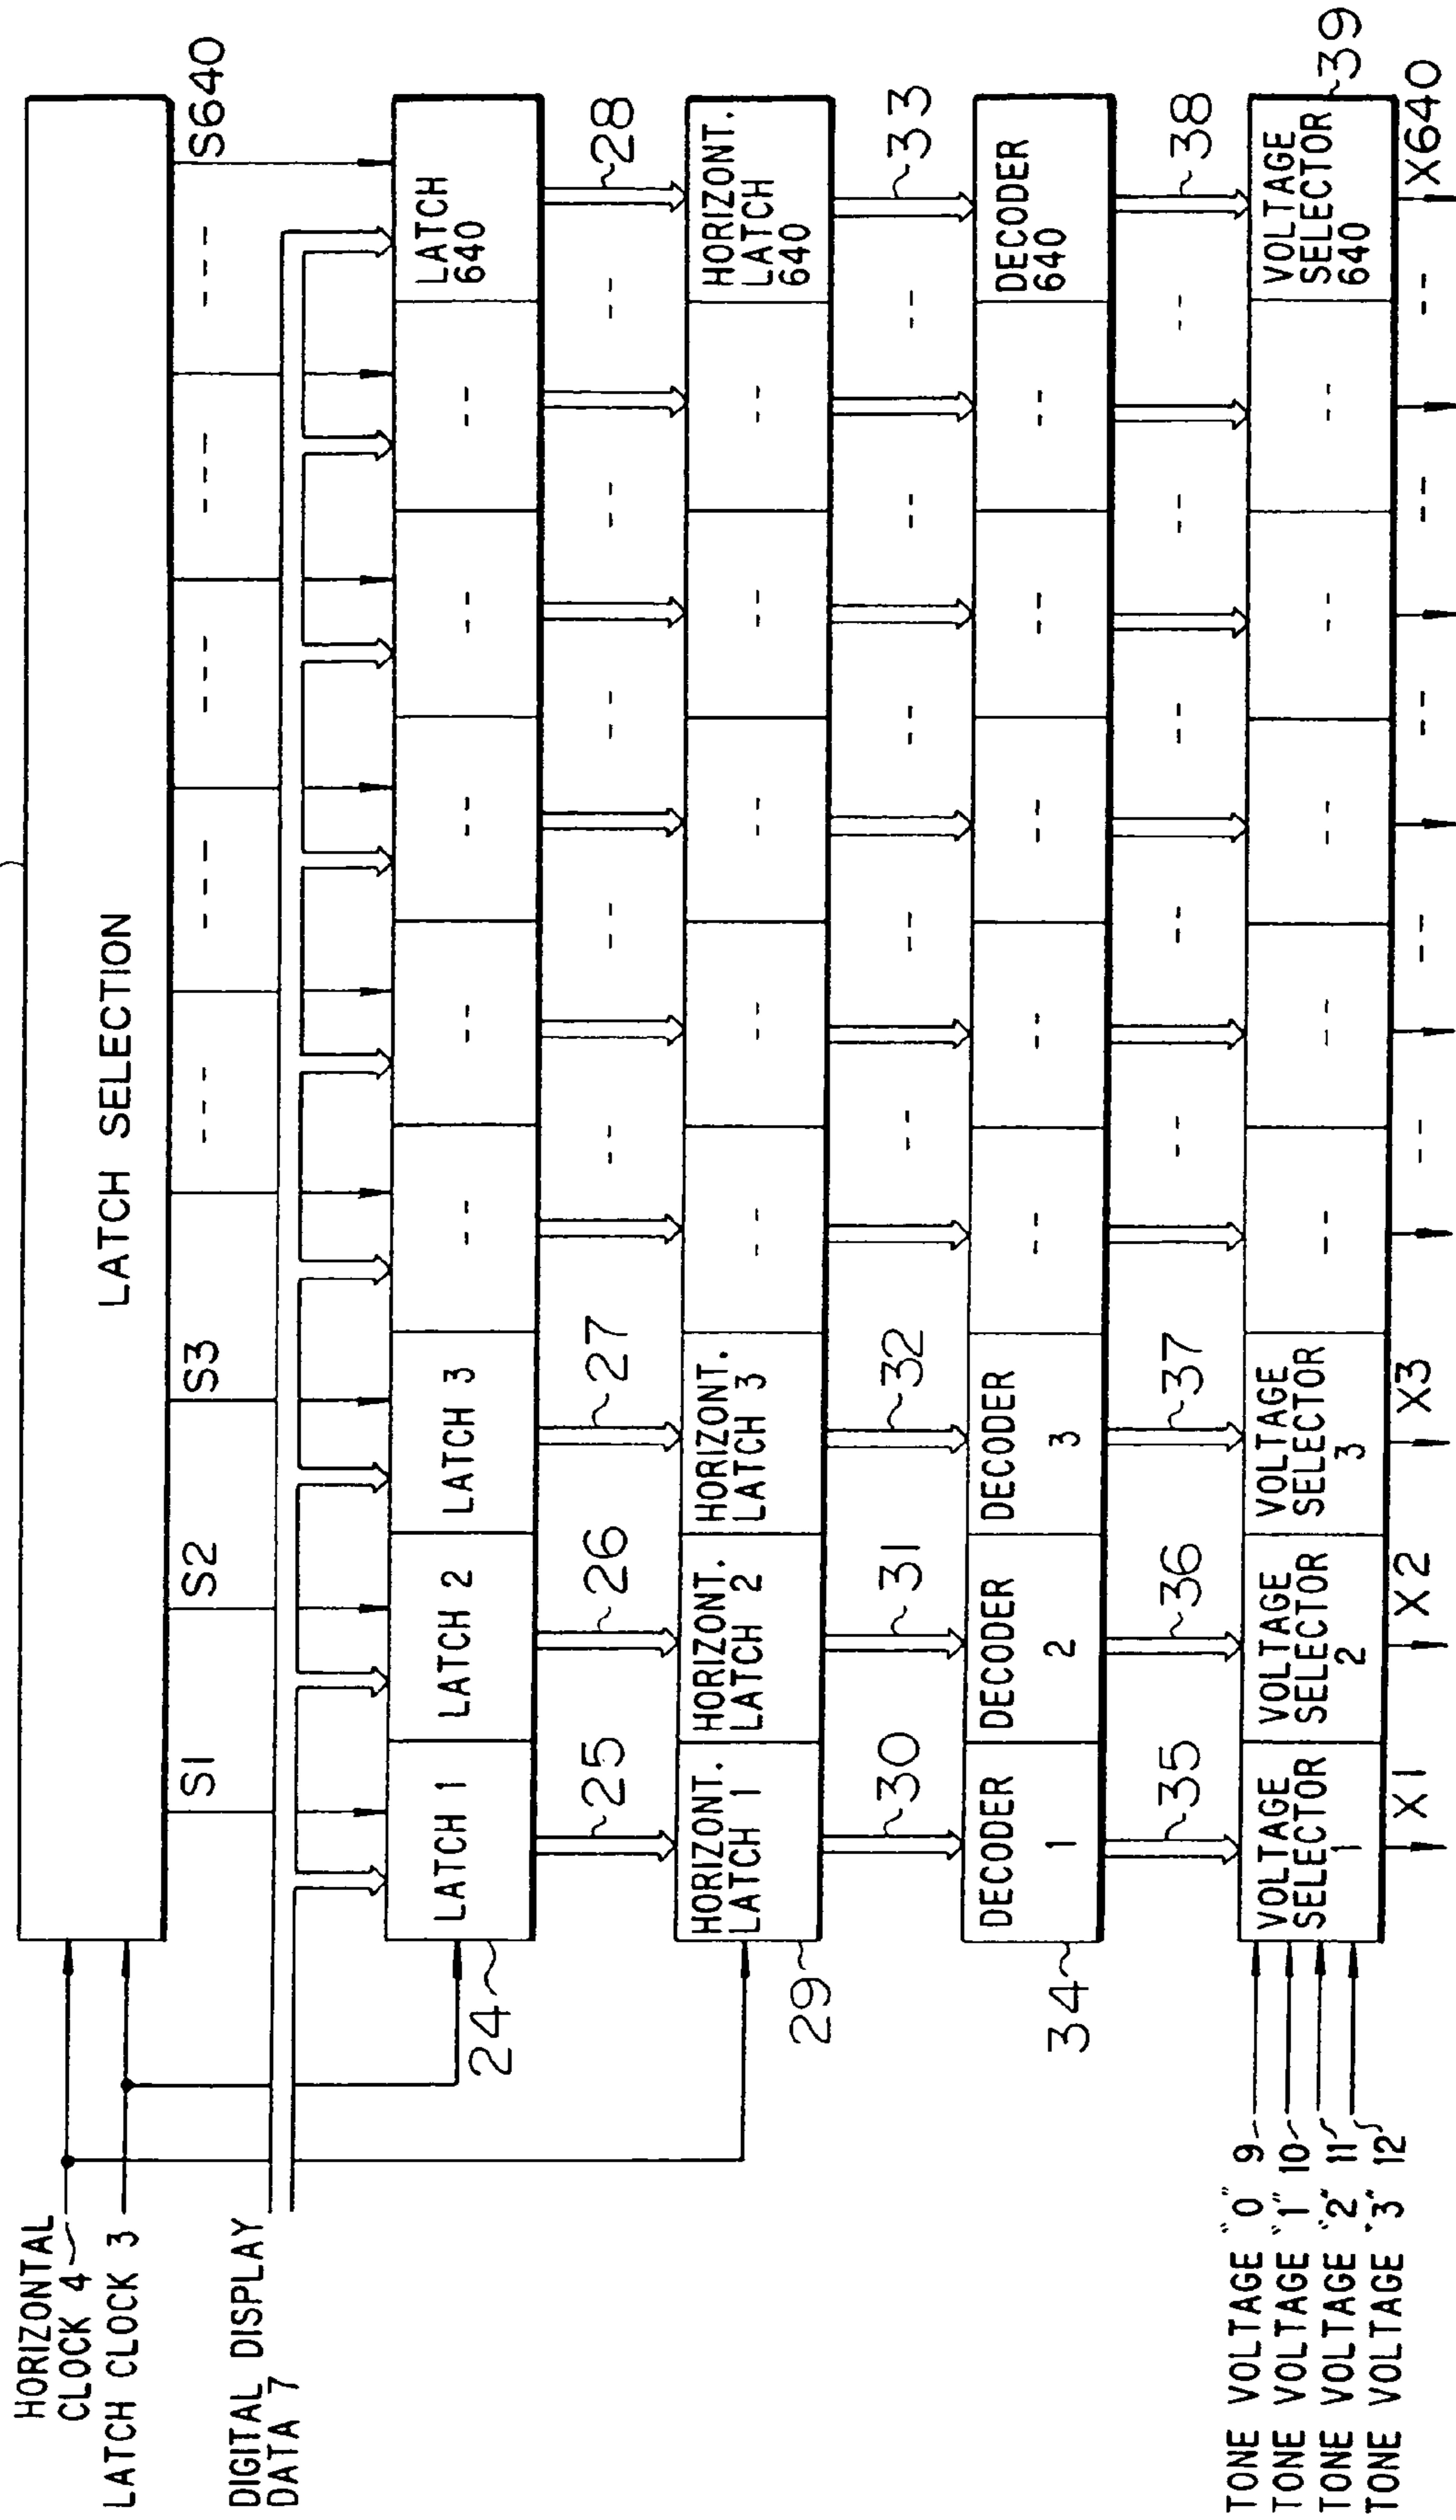 HORIZONTAL
CLOCK 4
LATCH CLOCK 3
DIGITAL DISPLAY
DATA 7
LATCH SELECTION
S1
S2
S3
---
---
---
---
---
S640
24
LATCH 1
LATCH 2
LATCH 3
--
--
--
--
--
LATCH
640
25
26
27
--
--
--
--
--
28
29
HORIZONT.
LATCH 1
HORIZONT.
LATCH 2
HORIZONT.
LATCH 3
--
--
--
--
--
HORIZONT.
LATCH
640
30
31
32
--
--
--
--
--
33
34
DECODER
1
DECODER
2
DECODER
3
--
--
--
--
--
DECODER
640
35
36
37
--
--
--
--
--
38
TONE VOLTAGE "0" 9
TONE VOLTAGE "1" 10
TONE VOLTAGE "2" 11
TONE VOLTAGE "3" 12
VOLTAGE
SELECTOR
1
VOLTAGE
SELECTOR
2
VOLTAGE
SELECTOR
3
--
--
--
--
--
VOLTAGE
SELECTOR
640
39
X1
X2
X3
--
--
--
--
--
X640